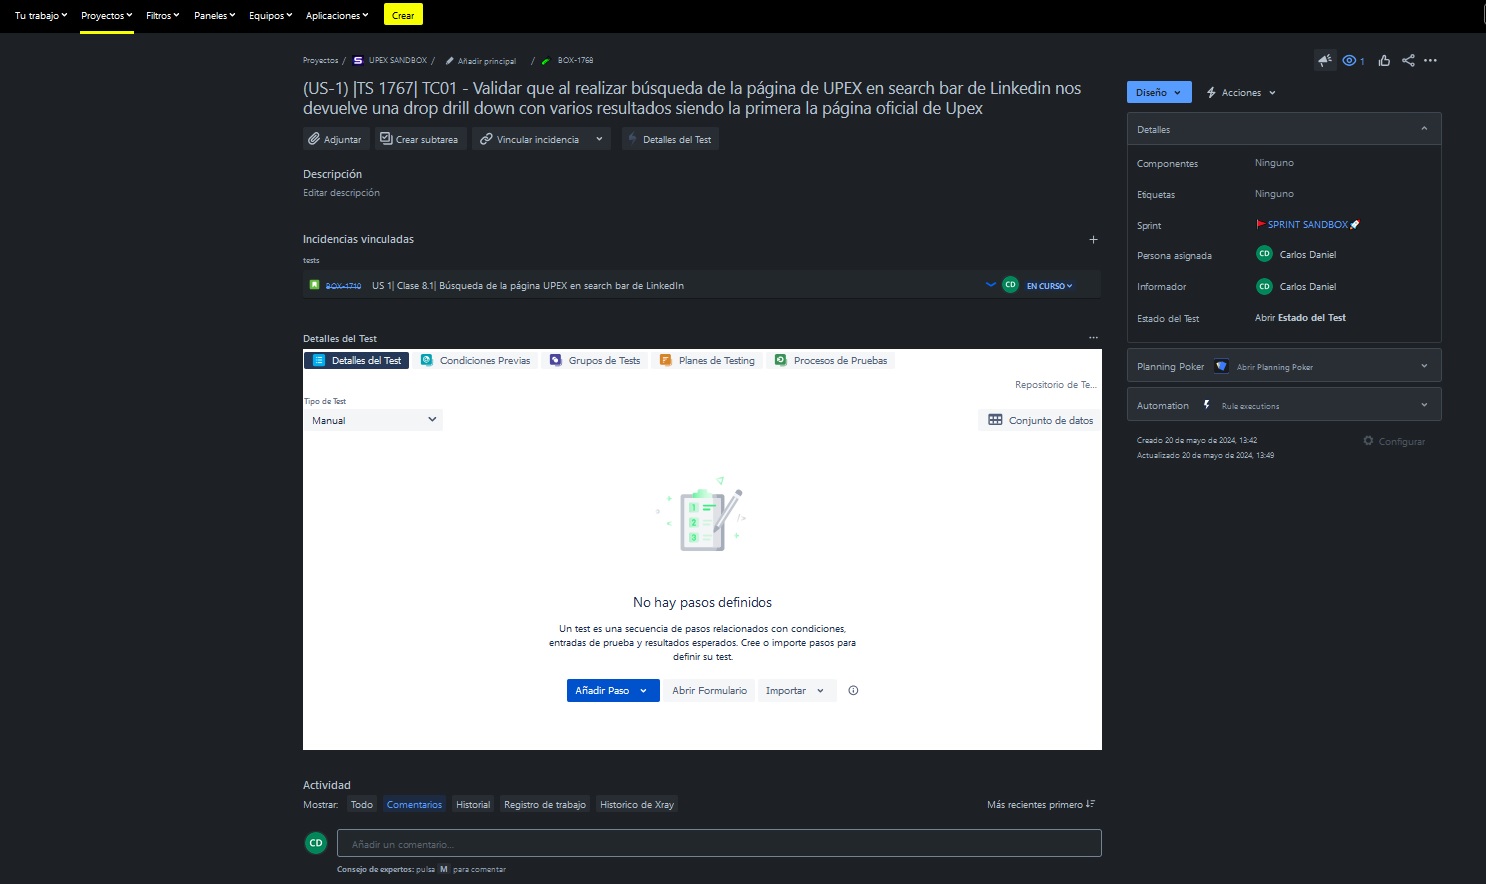 Tu trabajo Proyectos Filtros Paneles Equipos Aplicaciones Crear
Proyectos / UPEX SANDBOX / Añadir principal / BOX-1768
1
(US-1) |TS 1767| TC01 - Validar que al realizar búsqueda de la página de UPEX en search bar de Linkedin nos
devuelve una drop drill down con varios resultados siendo la primera la página oficial de Upex
Adjuntar Crear subtarea Vincular incidencia Detalles del Test
Descripción
Editar descripción
Incidencias vinculadas
tests
BOX-1710 US 1| Clase 8.1| Búsqueda de la página UPEX en search bar de LinkedIn CD EN CURSO
Detalles del Test
Detalles del Test Condiciones Previas Grupos de Tests Planes de Testing Procesos de Pruebas
Repositorio de Te...
Tipo de Test
Manual Conjunto de datos
1
2
3
No hay pasos definidos
Un test es una secuencia de pasos relacionados con condiciones,
entradas de prueba y resultados esperados. Cree o importe pasos para
definir su test.
Añadir Paso Abrir Formulario Importar
Actividad
Mostrar: Todo Comentarios Historial Registro de trabajo Historico de Xray Más recientes primero
CD Añadir un comentario...
Consejo de expertos: pulsa M para comentar
Diseño Acciones
Detalles
Componentes Ninguno
Etiquetas Ninguno
Sprint SPRINT SANDBOX
Persona asignada CD Carlos Daniel
Informador CD Carlos Daniel
Estado del Test Abrir Estado del Test
Planning Poker Abrir Planning Poker
Automation Rule executions
Creado 20 de mayo de 2024, 13:42 Configurar
Actualizado 20 de mayo de 2024, 13:49